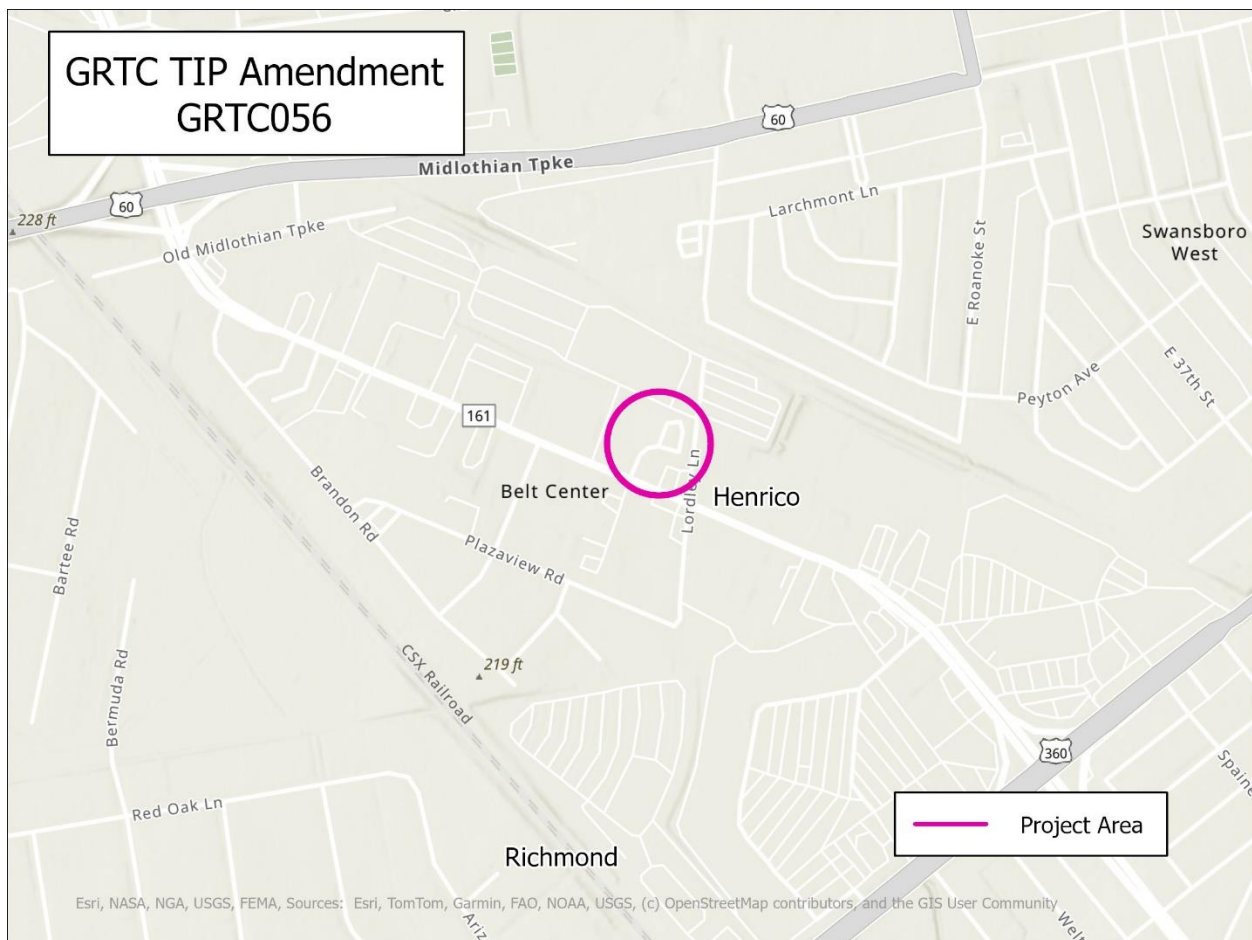 GRTC TIP Amendment
GRTC056
60
Midlothian Tpke
60
228 ft
Old Midlothian Tpke
Larchmont Ln
Swansboro
West
E Roanoke St
E 37th St
Peyton Ave
161
Belt Center
Lordley Ln
Henrico
Brandon Rd
Plazaview Rd
Bartee Rd
Bermuda Rd
219 ft
CSX Railroad
360
Red Oak Ln
Project Area
Richmond
Esri, NASA, NGA, USGS, FEMA, Sources: Esri, TomTom, Garmin, FAO, NOAA, USGS, (c) OpenStreetMap contributors, and the GIS User Community